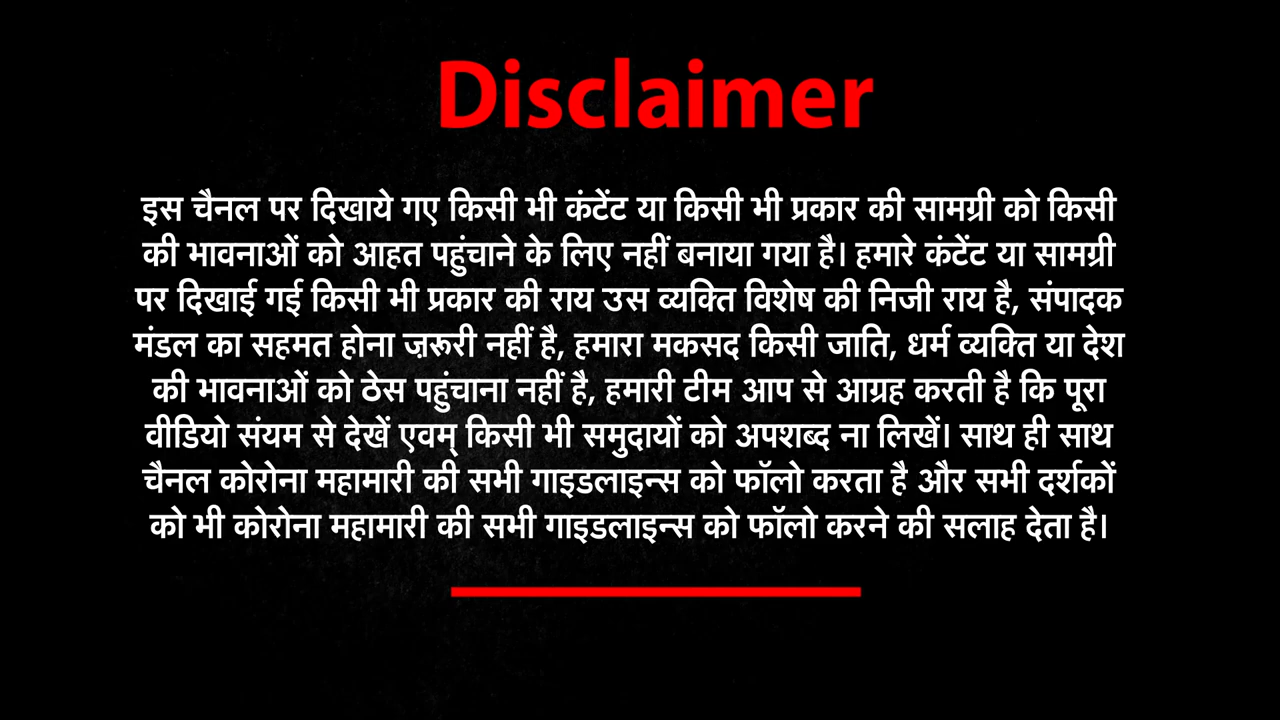 Disclaimer
इस चैनल पर दिखाये गए किसी भी कंटेंट या किसी भी प्रकार की सामग्री को किसी
की भावनाओं को आहत पहुंचाने के लिए नहीं बनाया गया है। हमारे कंटेंट या सामग्री
पर दिखाई गई किसी भी प्रकार की राय उस व्यक्ति विशेष की निजी राय है, संपादक
मंडल का सहमत होना ज़रूरी नहीं है, हमारा मकसद किसी जाति, धर्म व्यक्ति या देश
की भावनाओं को ठेस पहुंचाना नहीं है, हमारी टीम आप से आग्रह करती है कि पूरा
वीडियो संयम से देखें एवम् किसी भी समुदायों को अपशब्द ना लिखें। साथ ही साथ
चैनल कोरोना महामारी की सभी गाइडलाइन्स को फॉलो करता है और सभी दर्शकों
को भी कोरोना महामारी की सभी गाइडलाइन्स को फॉलो करने की सलाह देता है।